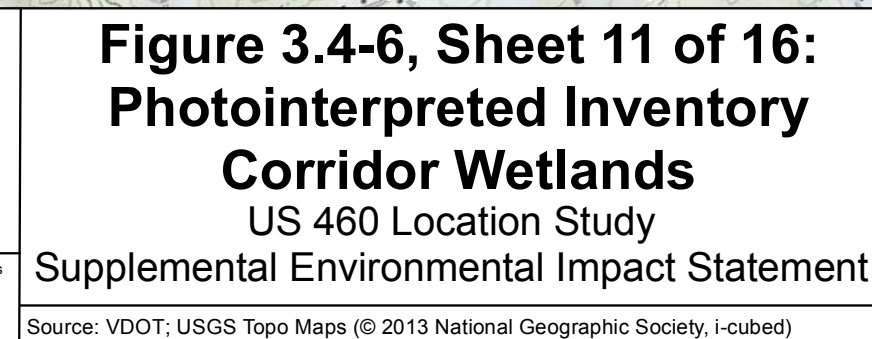 Figure 3.4-6, Sheet 11 of 16:
Photointerpreted Inventory
Corridor Wetlands
US 460 Location Study
Supplemental Environmental Impact Statement
Source: VDOT; USGS Topo Maps (© 2013 National Geographic Society, i-cubed)